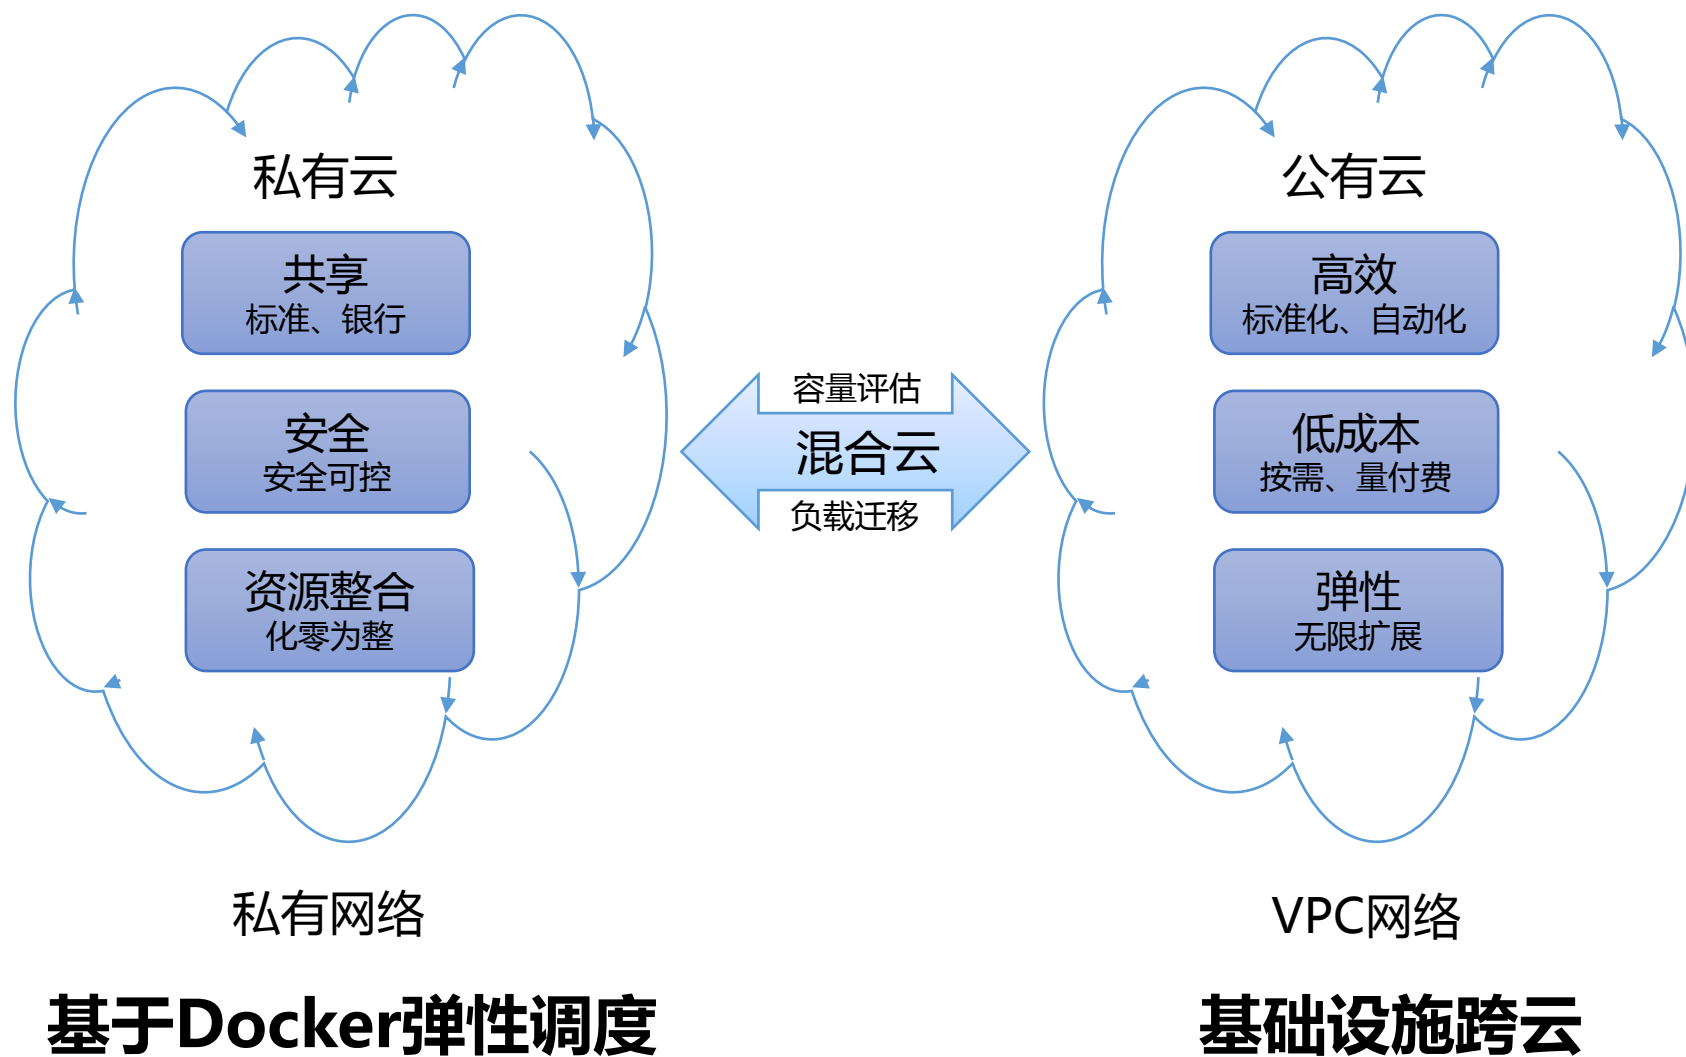 私有云
共享
标准、银行
安全
安全可控
资源整合
化零为整
容量评估
混合云
负载迁移
公有云
高效
标准化、自动化
低成本
按需、量付费
弹性
无限扩展
私有网络
VPC网络
基于Docker弹性调度
基础设施跨云